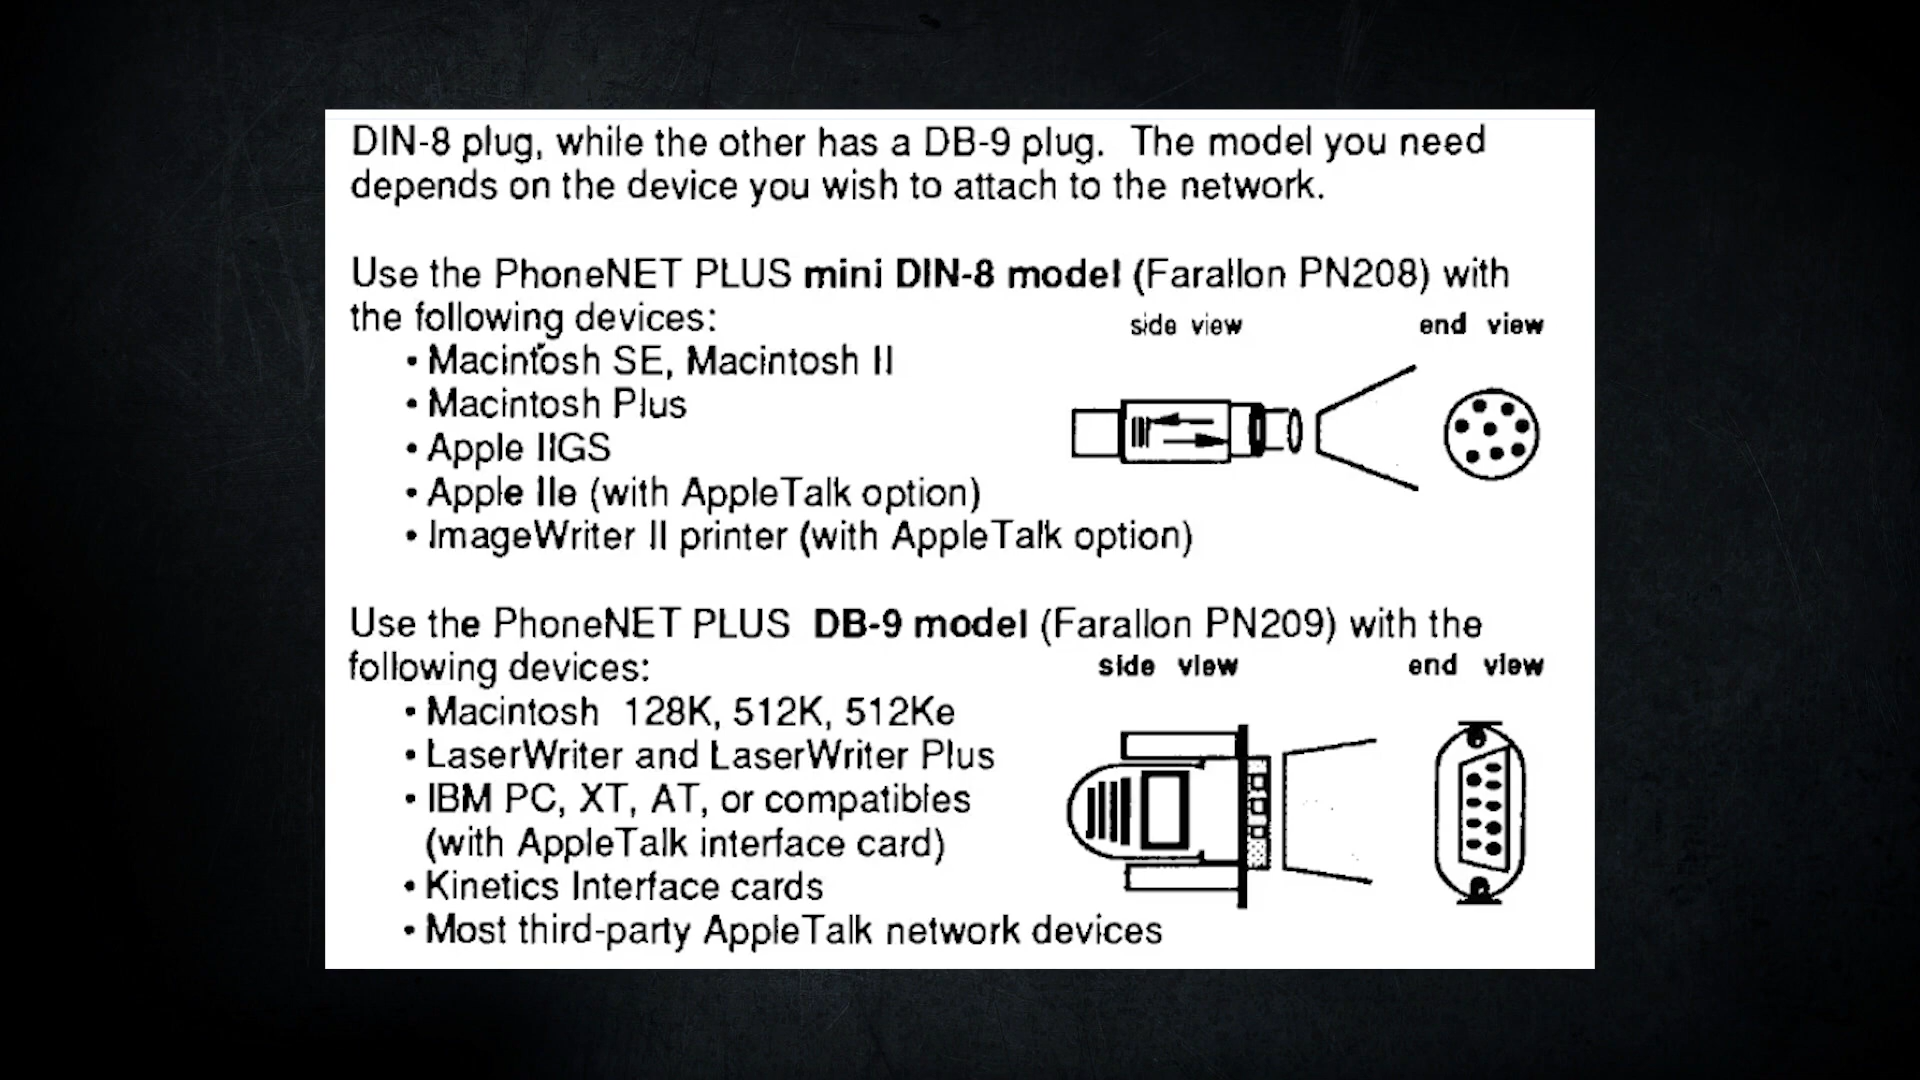 DIN-8 plug, while the other has a DB-9 plug. The model you need
depends on the device you wish to attach to the network.
Use the PhoneNET PLUS mini DIN-8 model (Farallon PN208) with
the following devices:
side view
end view
• Macintosh SE, Macintosh II
• Macintosh Plus
• Apple IIGS
• Apple IIe (with AppleTalk option)
• ImageWriter II printer (with AppleTalk option)
Use the PhoneNET PLUS DB-9 model (Farallon PN209) with the
following devices:
side view
end view
• Macintosh 128K, 512K, 512Ke
• LaserWriter and LaserWriter Plus
• IBM PC, XT, AT, or compatibles
(with AppleTalk interface card)
• Kinetics Interface cards
• Most third-party AppleTalk network devices